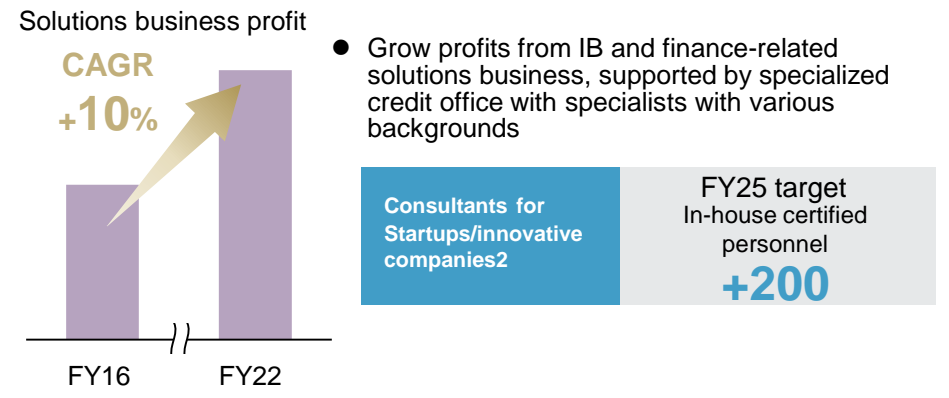 Solutions business profit
CAGR
+10%
FY16
FY22
● Grow profits from IB and finance-related
solutions business, supported by specialized
credit office with specialists with various
backgrounds
Consultants for
Startups/innovative
companies2
FY25 target
In-house certified
personnel
+200